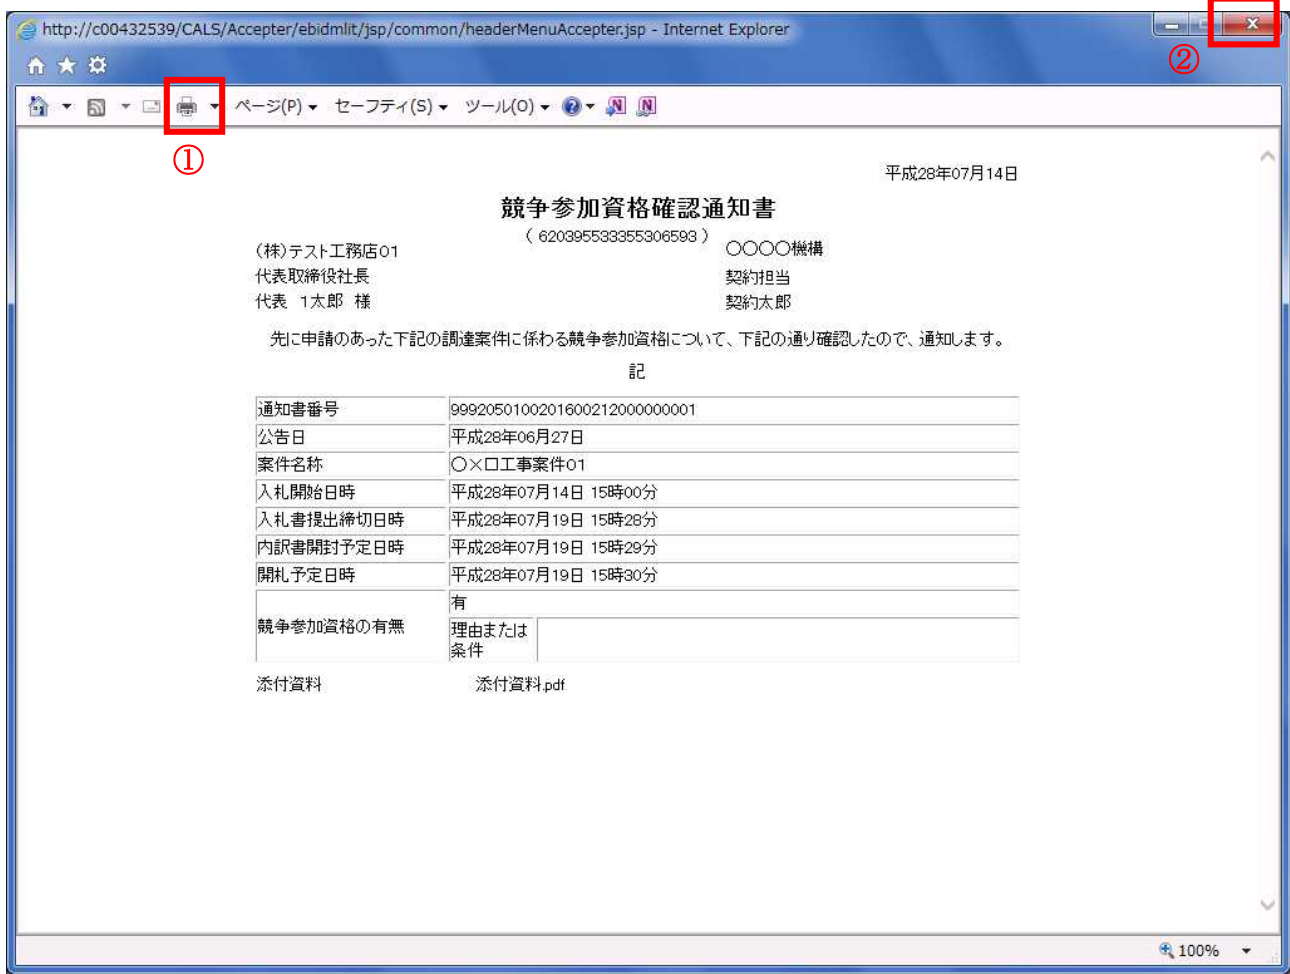 http://c00432539/CALS/Accepter/ebidmlit/jsp/common/headerMenuAccepter.jsp - Internet Explorer
②
ページ(P) セーフティ(S) ツール(O)
①
平成28年07月14日
競争参加資格確認通知書
（ 620395533355306593 ）
(株)テスト工務店01
〇〇〇〇機構
代表取締役社長
契約担当
代表 1太郎 様
契約太郎
先に申請のあった下記の調達案件に係わる競争参加資格について、下記の通り確認したので、通知します。
記
通知書番号 9992050100201600212000000001
公告日 平成28年06月27日
案件名称 〇×口工事案件01
入札開始日時 平成28年07月14日 15時00分
入札書提出締切日時 平成28年07月19日 15時28分
内訳書開封予定日時 平成28年07月19日 15時29分
開札予定日時 平成28年07月19日 15時30分
競争参加資格の有無 有
理由または
条件
添付資料 添付資料.pdf
100%